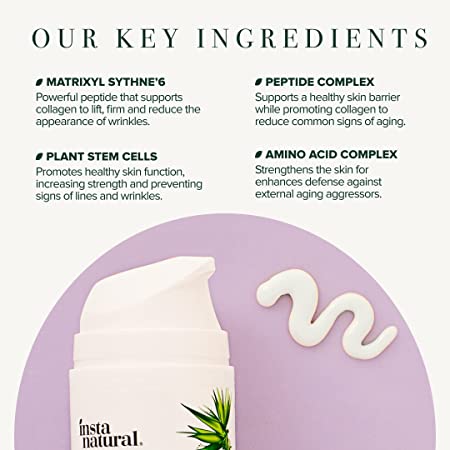 OUR KEY INGREDIENTS
MATRIXYL SYTHNE'6
Powerful peptide that supports
collagen to lift, firm and reduce the
appearance of wrinkles.
PEPTIDE COMPLEX
Supports a healthy skin barrier
while promoting collagen to
reduce common signs of aging.
PLANT STEM CELLS
Promotes healthy skin function,
increasing strength and preventing
signs of lines and wrinkles.
AMINO ACID COMPLEX
Strengthens the skin for
enhances defense against
external aging aggressors.
insta
natural®